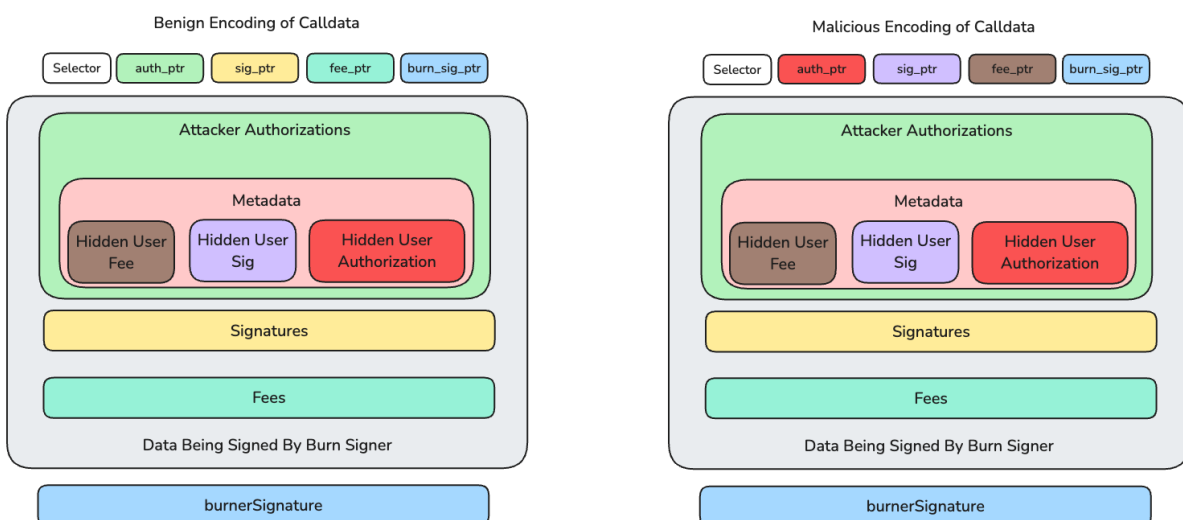 Benign Encoding of Calldata
Selector auth_ptr sig_ptr fee_ptr burn_sig_ptr
Attacker Authorizations
Metadata
Hidden User
Fee
Hidden User
Sig
Hidden User
Authorization
Signatures
Fees
Data Being Signed By Burn Signer
burnerSignature
Malicious Encoding of Calldata
Selector auth_ptr sig_ptr fee_ptr burn_sig_ptr
Attacker Authorizations
Metadata
Hidden User
Fee
Hidden User
Sig
Hidden User
Authorization
Signatures
Fees
Data Being Signed By Burn Signer
burnerSignature